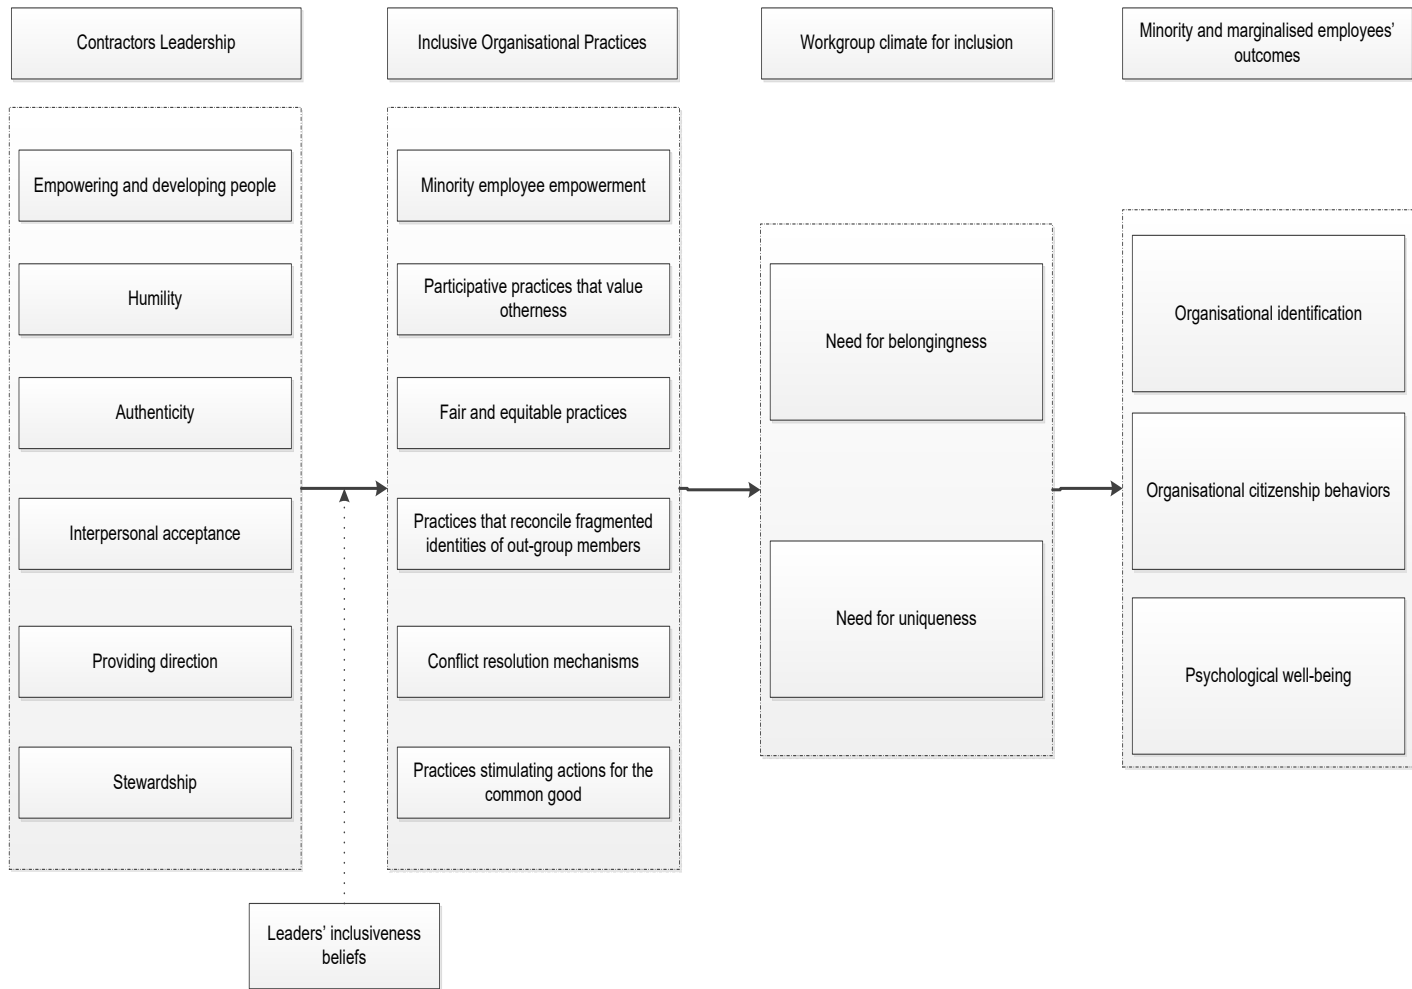 Contractors Leadership
Inclusive Organisational Practices
Workgroup climate for inclusion
Minority and marginalised employees’
outcomes
Empowering and developing people
Humility
Authenticity
Interpersonal acceptance
Providing direction
Stewardship
Minority employee empowerment
Participative practices that value
otherness
Fair and equitable practices
Practices that reconcile fragmented
identities of out-group members
Conflict resolution mechanisms
Practices stimulating actions for the
common good
Need for belongingness
Need for uniqueness
Organisational identification
Organisational citizenship behaviors
Psychological well-being
Leaders’ inclusiveness
beliefs